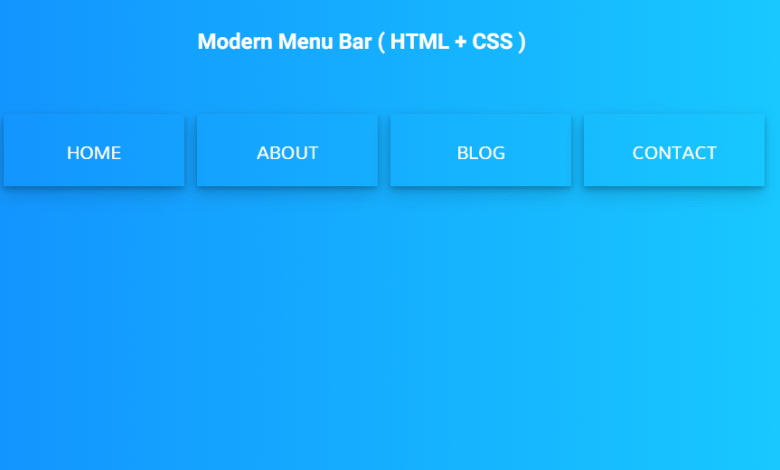 Modern Menu Bar ( HTML + CSS )
HOME
ABOUT
BLOG
CONTACT